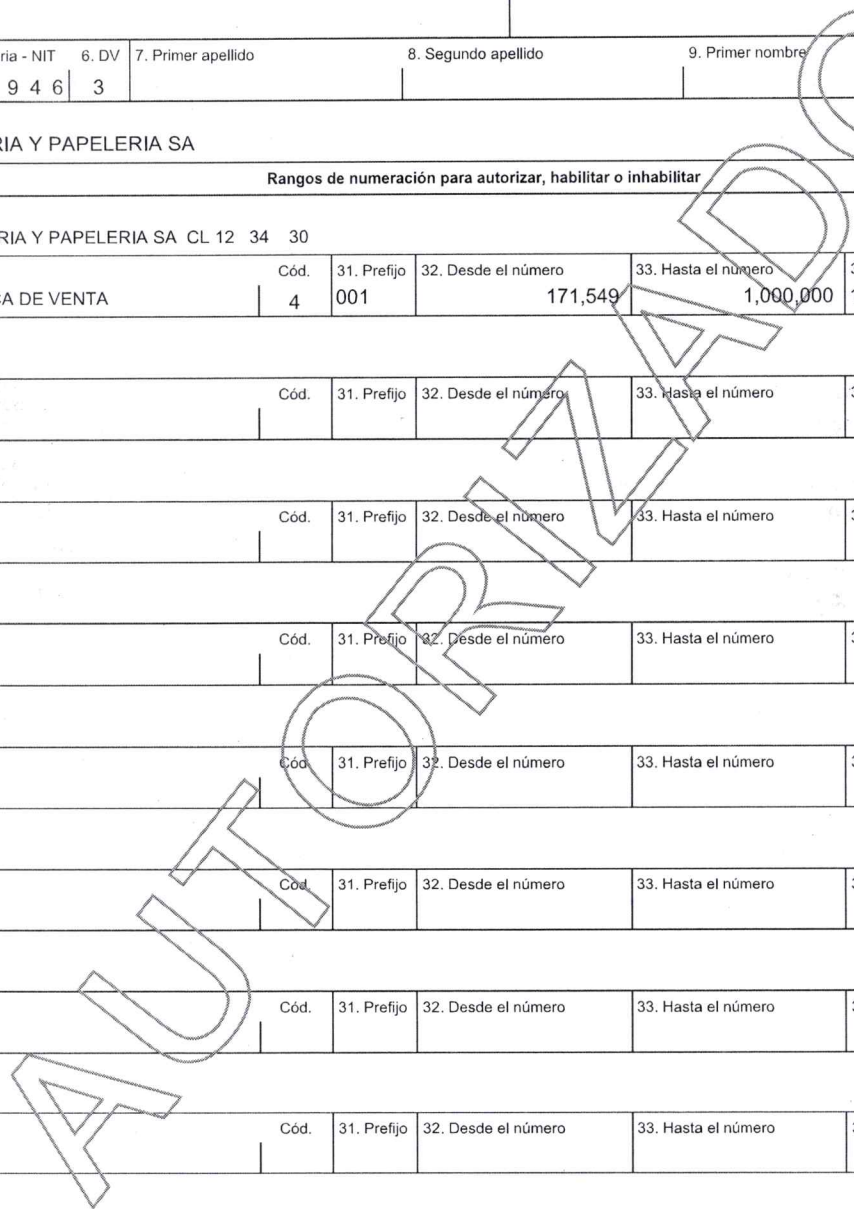 ria - NIT 6. DV 7. Primer apellido 8. Segundo apellido 9. Primer nombre
9 4 6 3
RIA Y PAPELERIA SA
Rangos de numeración para autorizar, habilitar o inhabilitar
RIA Y PAPELERIA SA CL 12 34 30
Cód. 31. Prefijo 32. Desde el número 33. Hasta el número
CA DE VENTA 4 001 171,549 1,000,000
Cód. 31. Prefijo 32. Desde el número 33. Hasta el número
Cód. 31. Prefijo 32. Desde el número 33. Hasta el número
Cód. 31. Prefijo 32. Desde el número 33. Hasta el número
Cód. 31. Prefijo 32. Desde el número 33. Hasta el número
Cód. 31. Prefijo 32. Desde el número 33. Hasta el número
Cód. 31. Prefijo 32. Desde el número 33. Hasta el número
Cód. 31. Prefijo 32. Desde el número 33. Hasta el número
AUTORIZADO